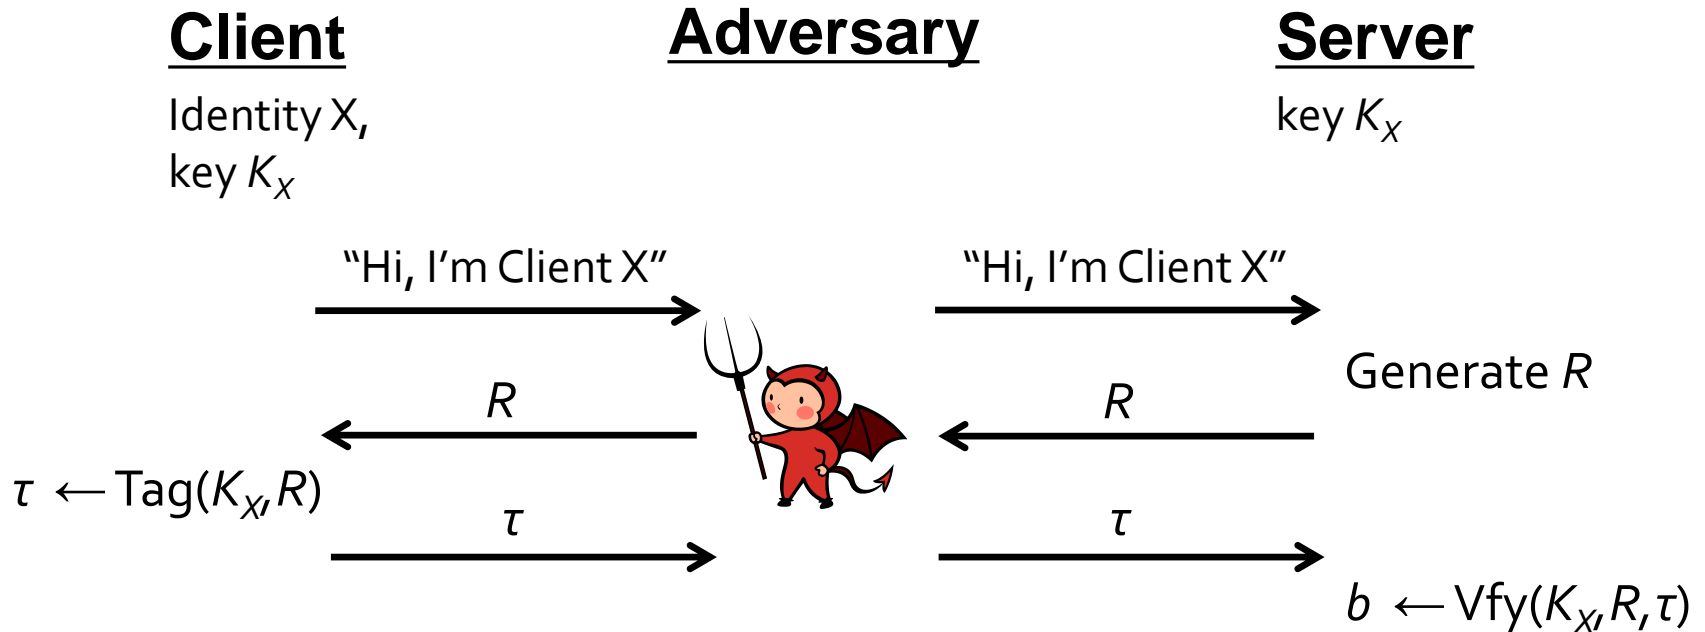 Client
Adversary
Server
Identity X,
key K_X
key K_X
“Hi, I’m Client X”
“Hi, I’m Client X”
Generate R
R
R
τ ← Tag(K_X, R)
τ
τ
b ← Vfy(K_X, R, τ)